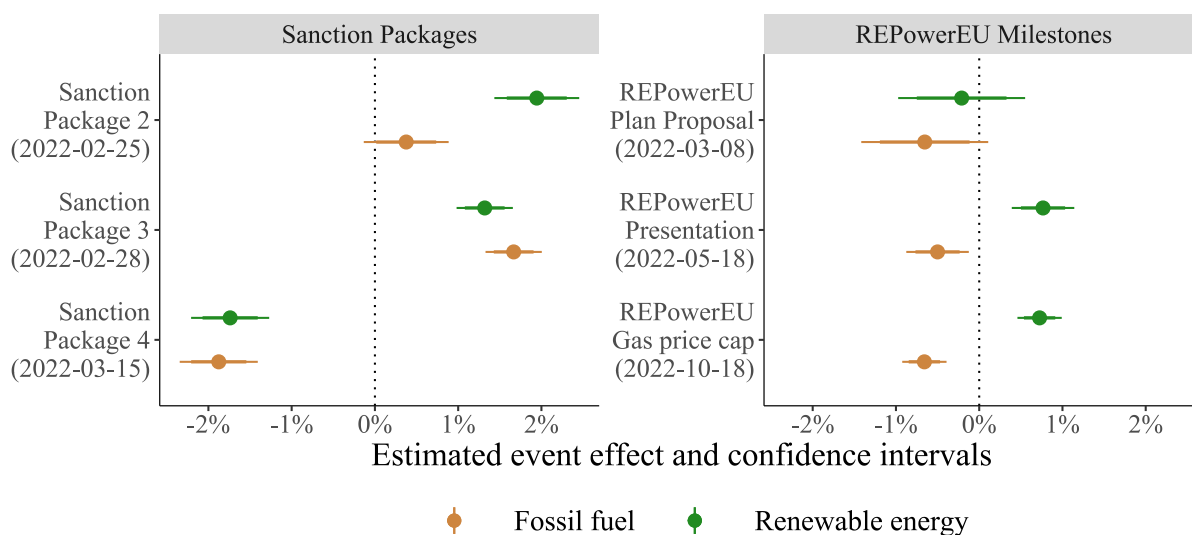 Sanction Packages
Sanction
Package 2
(2022-02-25)
Sanction
Package 3
(2022-02-28)
Sanction
Package 4
(2022-03-15)
-2%
-1%
0%
1%
2%
REPowerEU Milestones
REPowerEU
Plan Proposal
(2022-03-08)
REPowerEU
Presentation
(2022-05-18)
REPowerEU
Gas price cap
(2022-10-18)
-2%
-1%
0%
1%
2%
Estimated event effect and confidence intervals
Fossil fuel
Renewable energy